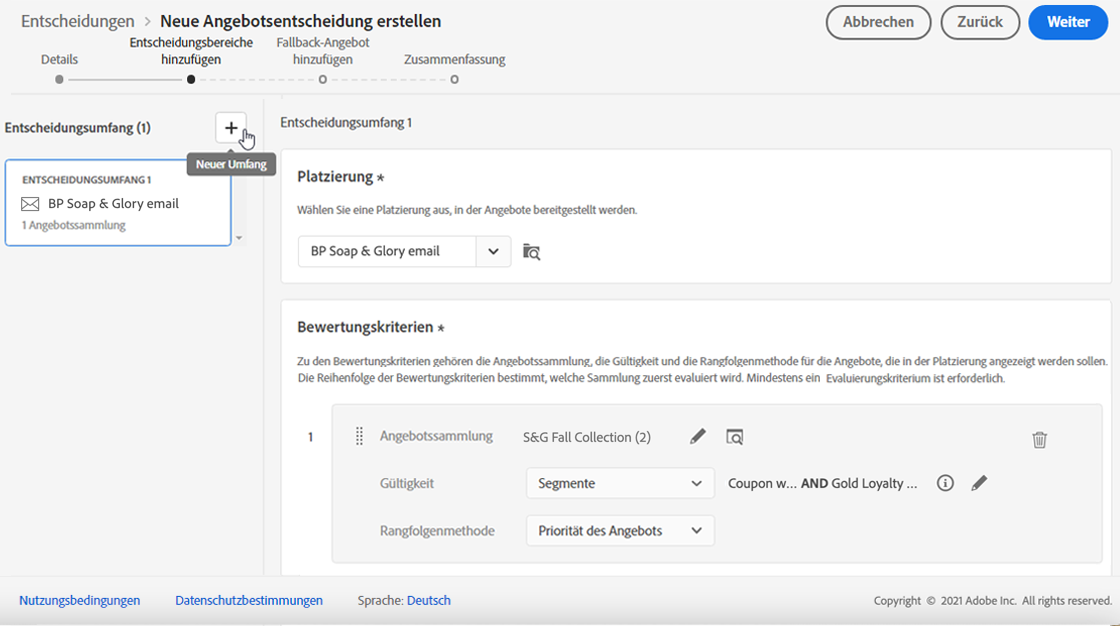 Entscheidungen > Neue Angebotsentscheidung erstellen
Abbrechen
Zurück
Weiter
Details
Entscheidungsbereiche
hinzufügen
Fallback-Angebot
hinzufügen
Zusammenfassung
Entscheidungsumfang (1)
+
Neuer Umfang
ENTSCHEIDUNGSUMFANG 1
BP Soap & Glory email
1 Angebotssammlung
Entscheidungsumfang 1
Platzierung *
Wählen Sie eine Platzierung aus, in der Angebote bereitgestellt werden.
BP Soap & Glory email
Bewertungskriterien *
Zu den Bewertungskriterien gehören die Angebotssammlung, die Gültigkeit und die Rangfolgenmethode für die Angebote, die in der Platzierung angezeigt werden sollen.
Die Reihenfolge der Bewertungskriterien bestimmt, welche Sammlung zuerst evaluiert wird. Mindestens ein Evaluierungskriterium ist erforderlich.
1
Angebotssammlung S&G Fall Collection (2)
Gültigkeit Segmente Coupon w... AND Gold Loyalty ...
Rangfolgenmethode Priorität des Angebots
Nutzungsbedingungen Datenschutzbestimmungen Sprache: Deutsch
Copyright © 2021 Adobe Inc. All rights reserved.